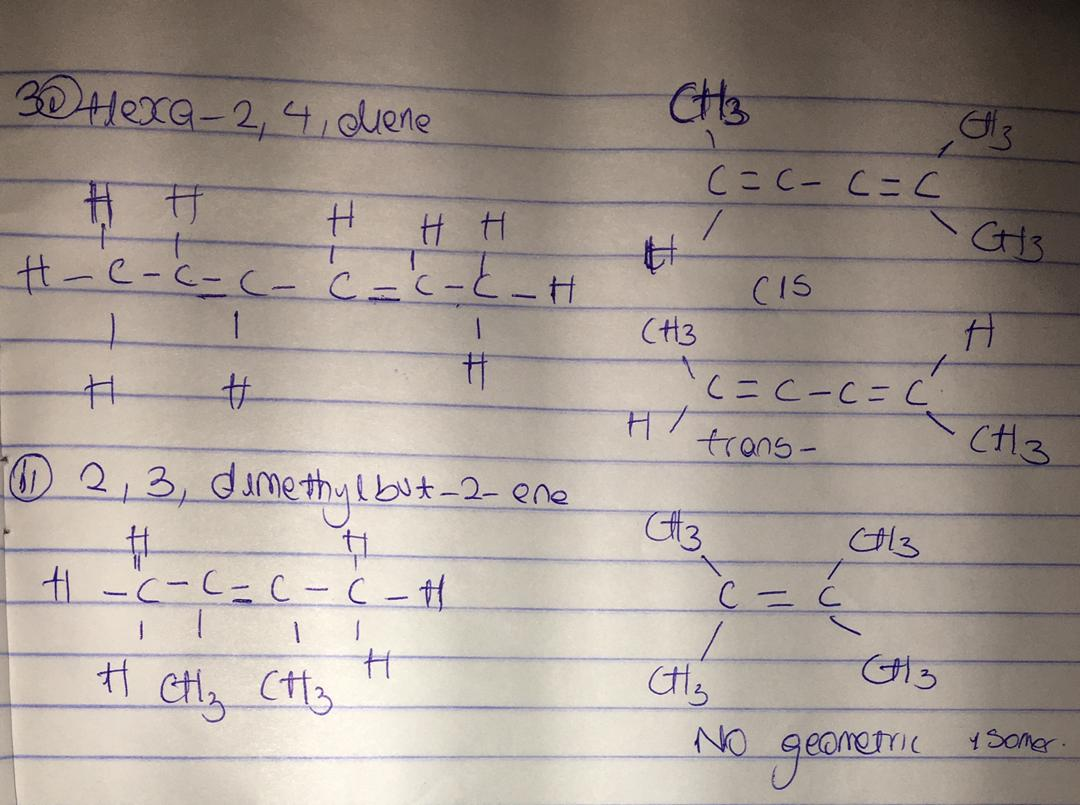 3(i) Hexa-2, 4, diene
H H H H H
H - C - C = C - C = C - C - H
H H H
CH3 CH3
C = C - C = C
H CH3
CIS
CH3 H
C = C - C = C
H CH3
trans-
(ii) 2, 3, dimethylbut-2-ene
H H
H - C - C = C - C - H
H CH3 CH3 H
CH3 CH3
C = C
CH3 CH3
No geometric isomer.